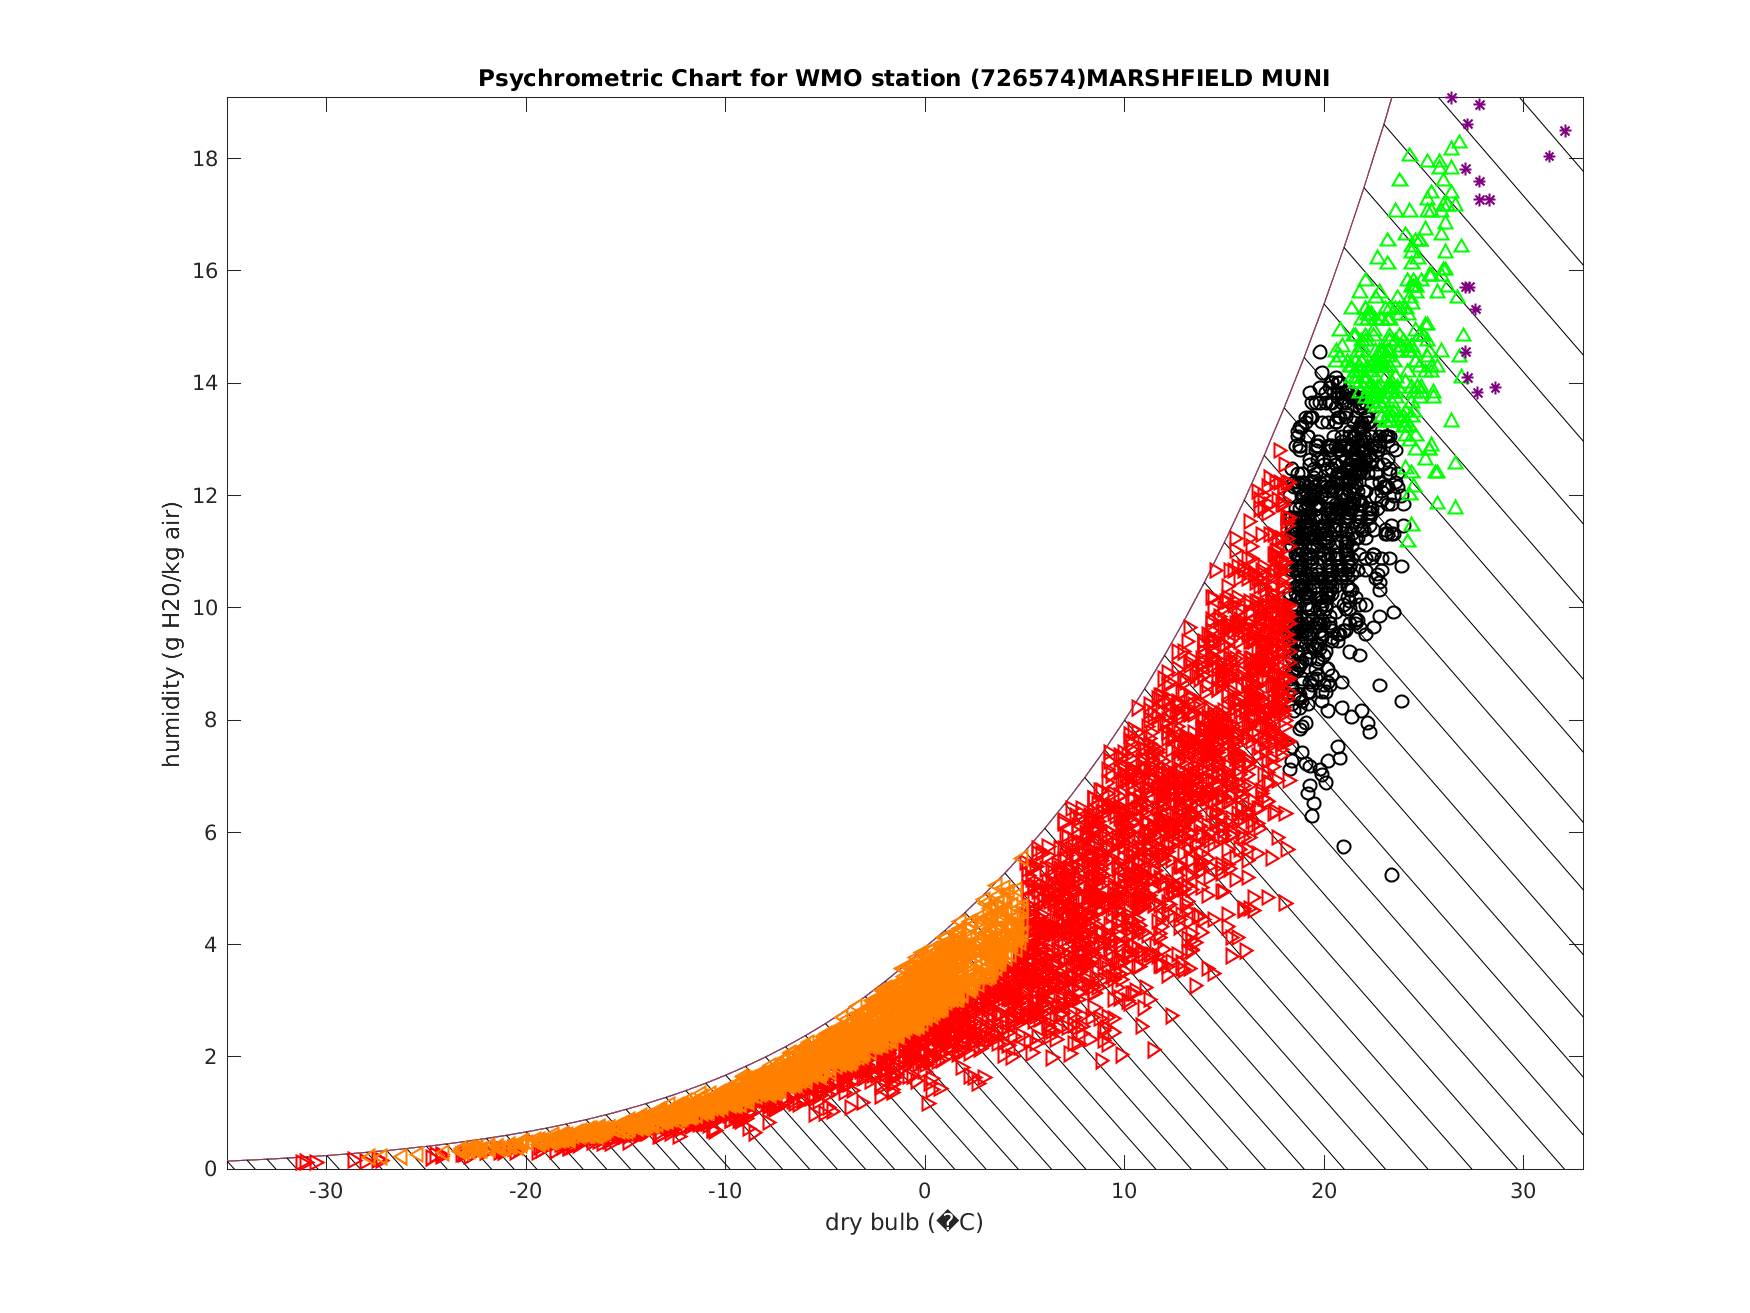 Psychrometric Chart for WMO station (726574)MARSHFIELD MUNI
18
16
14
12
10
8
6
4
2
0
humidity (g H20/kg air)
-30 -20 -10 0 10 20 30
dry bulb (�C)